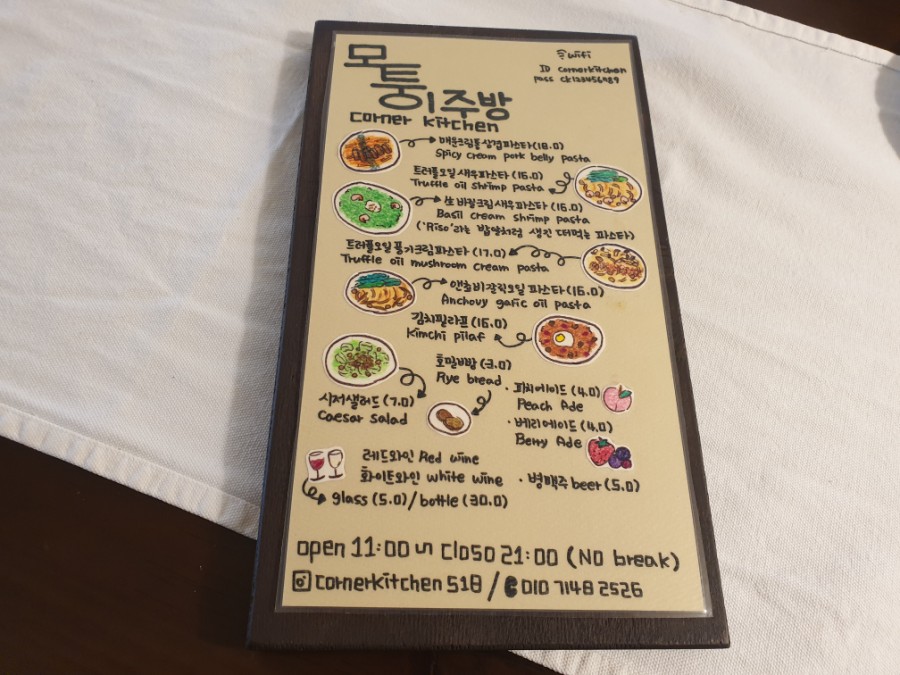 모퉁이주방
corner kitchen
wifi
ID cornerkitchen
pass ck123456789
매운크림통삼겹파스타(18.0)
Spicy cream pork belly pasta
트러플오일새우파스타(16.0)
Truffle oil shrimp pasta
바질크림새우파스타(16.0)
Basil cream shrimp pasta
('Riso'라는 밥알처럼 생긴 떠먹는 파스타)
트러플오일풍기크림파스타(17.0)
Truffle oil mushroom cream pasta
앤쵸비갈릭오일파스타(16.0)
Anchovy garlic oil pasta
김치필라프(16.0)
Kimchi pilaf
호밀빵(3.0)
Rye bread
시저샐러드(7.0)
Caesar salad
·피치에이드(4.0)
Peach Ade
·베리에이드(4.0)
Berry Ade
레드와인 Red wine
화이트와인 white wine
glass(5.0)/bottle(30.0)
·병맥주 beer(5.0)
open 11:00 ~ close 21:00 (No break)
cornerkitchen518 / 010 7148 2526